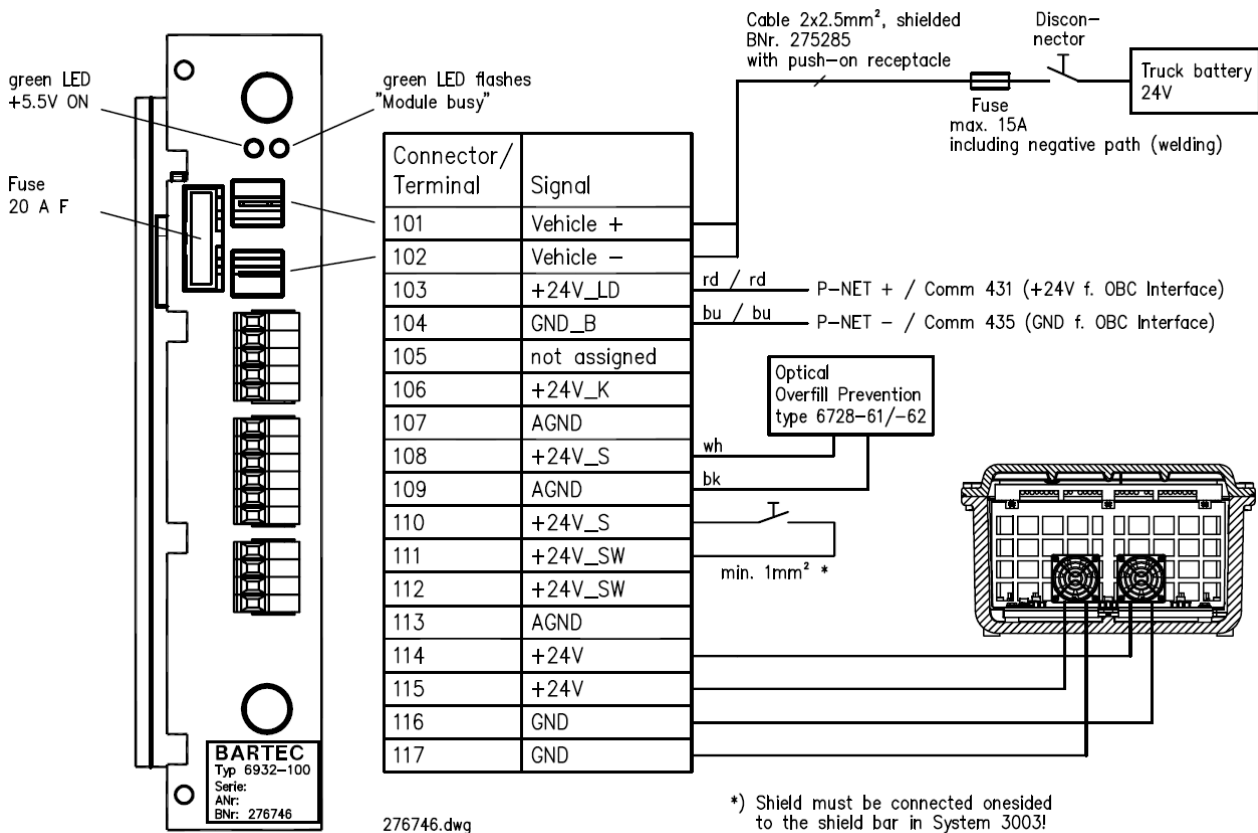 green LED
+5.5V ON
green LED flashes
"Module busy"
Fuse
20 A F
Cable 2x2.5mm², shielded
BNr. 275285
with push-on receptacle
Discon-
nector
Truck battery
24V
Fuse
max. 15A
including negative path (welding)
Connector/
Terminal
Signal
101 Vehicle +
102 Vehicle -
103 +24V_LD rd / rd P-NET + / Comm 431 (+24V f. OBC Interface)
104 GND_B bu / bu P-NET - / Comm 435 (GND f. OBC Interface)
105 not assigned
106 +24V_K
107 AGND
108 +24V_S wh
109 AGND bk
110 +24V_S
111 +24V_SW
112 +24V_SW
113 AGND
114 +24V
115 +24V
116 GND
117 GND
Optical
Overfill Prevention
type 6728-61/-62
min. 1mm² *
BARTEC
Typ 6932-100
Serie:
ANr:
BNr: 276746
276746.dwg
*) Shield must be connected onesided
to the shield bar in System 3003!